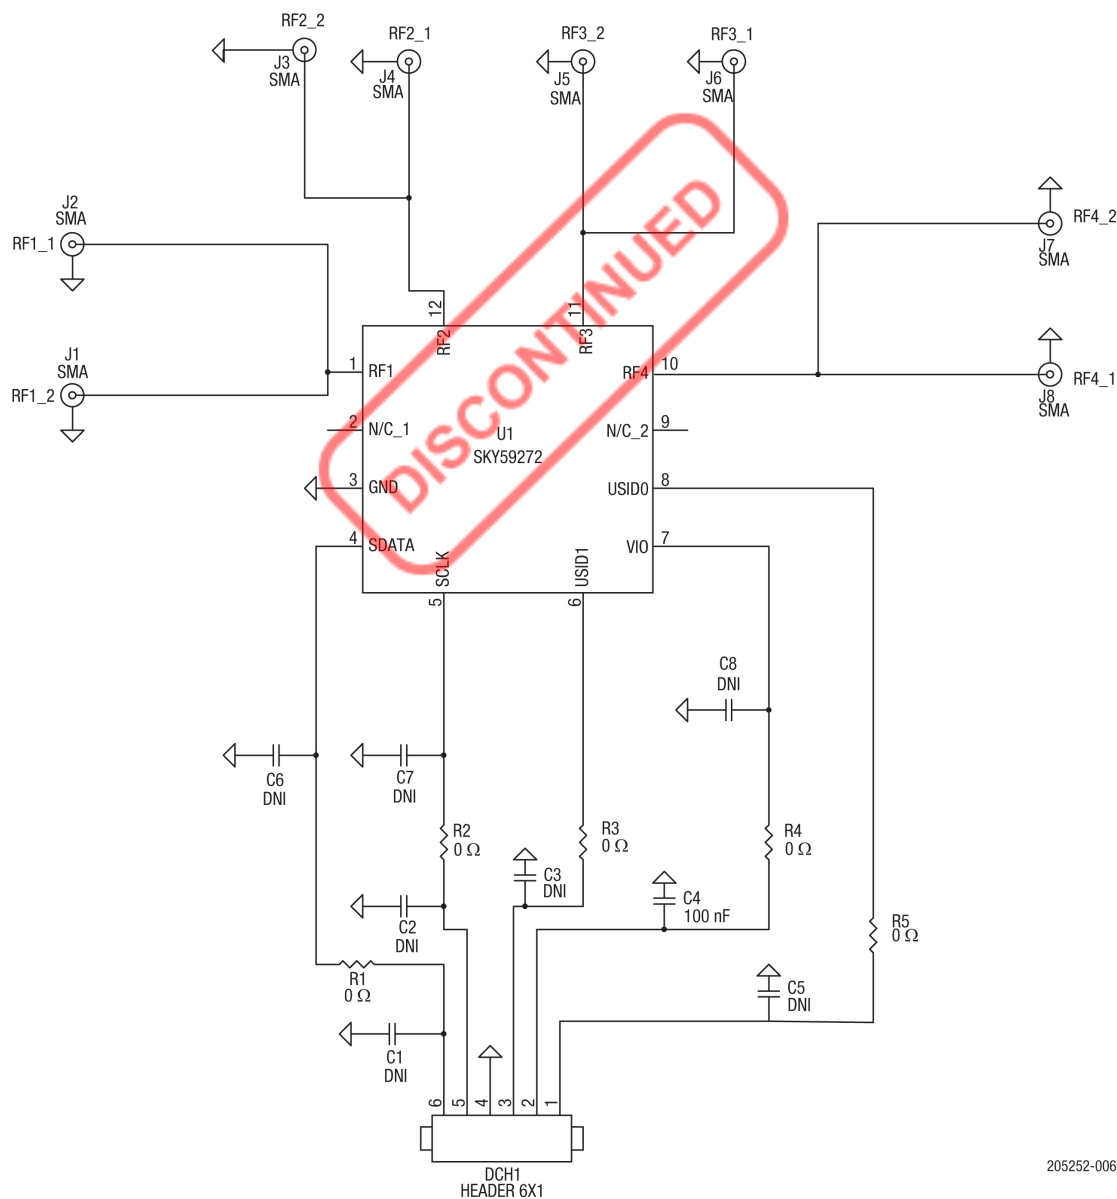 RF2_2
J3
SMA
RF2_1
J4
SMA
RF3_2
J5
SMA
RF3_1
J6
SMA
J2
SMA
RF1_1
J1
SMA
RF1_2
RF4_2
J7
SMA
RF4_1
J8
SMA
12
RF2
11
RF3
1
RF1
10
RF4
2
N/C_1
9
N/C_2
U1
SKY59272
3
GND
8
USID0
4
SDATA
7
VIO
SCLK
5
USID1
6
DISCONTINUED
C8
DNI
C6
DNI
C7
DNI
R2
0 Ω
R3
0 Ω
R4
0 Ω
C3
DNI
C4
100 nF
C2
DNI
R5
0 Ω
R1
0 Ω
C5
DNI
C1
DNI
6
5
4
3
2
1
DCH1
HEADER 6X1
205252-006